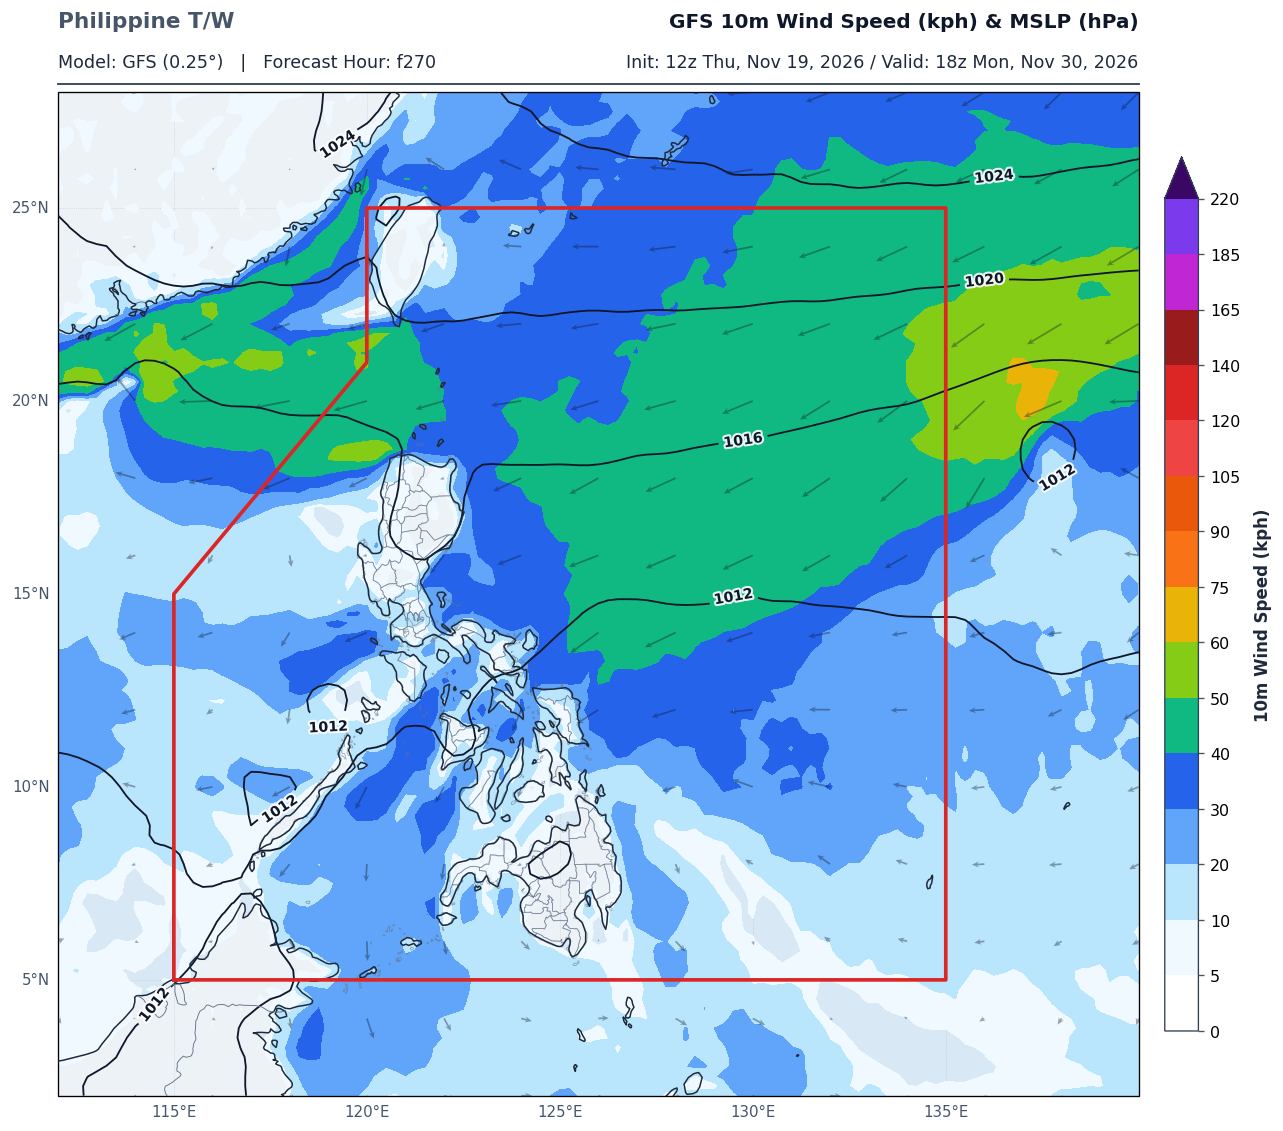 Philippine T/W
GFS 10m Wind Speed (kph) & MSLP (hPa)
Model: GFS (0.25°)   |   Forecast Hour: f270
Init: 12z Thu, Nov 19, 2026 / Valid: 18z Mon, Nov 30, 2026
1024
1024
1020
1016
1012
1012
1012
1012
1012
25°N
20°N
15°N
10°N
5°N
115°E
120°E
125°E
130°E
135°E
220
185
165
140
120
105
90
75
60
50
40
30
20
10
5
0
10m Wind Speed (kph)